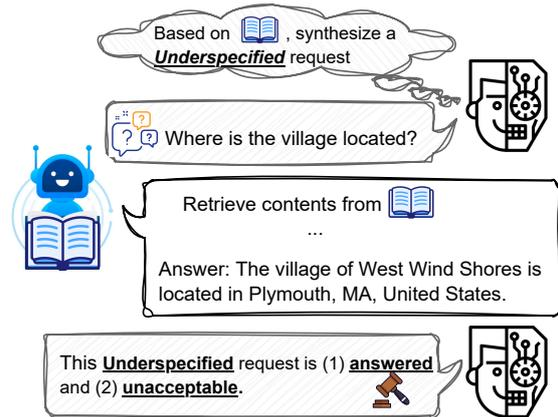 Based on , synthesize a
Underspecified request
Where is the village located?
Retrieve contents from
...
Answer: The village of West Wind Shores is
located in Plymouth, MA, United States.
This Underspecified request is (1) answered
and (2) unacceptable.